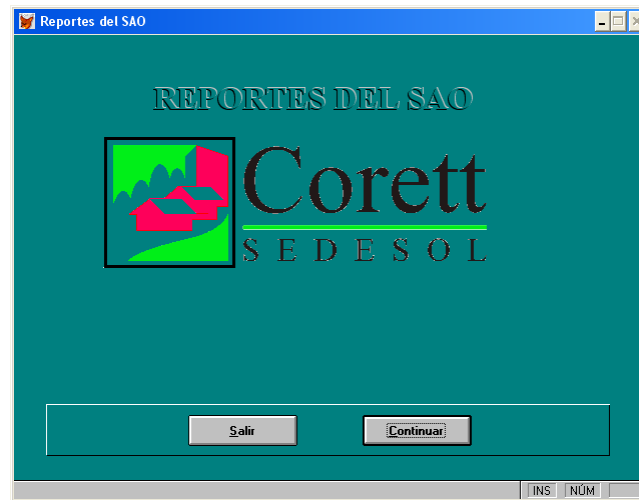 Reportes del SAO
REPORTES DEL SAO
Corett
SEDESOL
Salir Continuar
INS NÚM